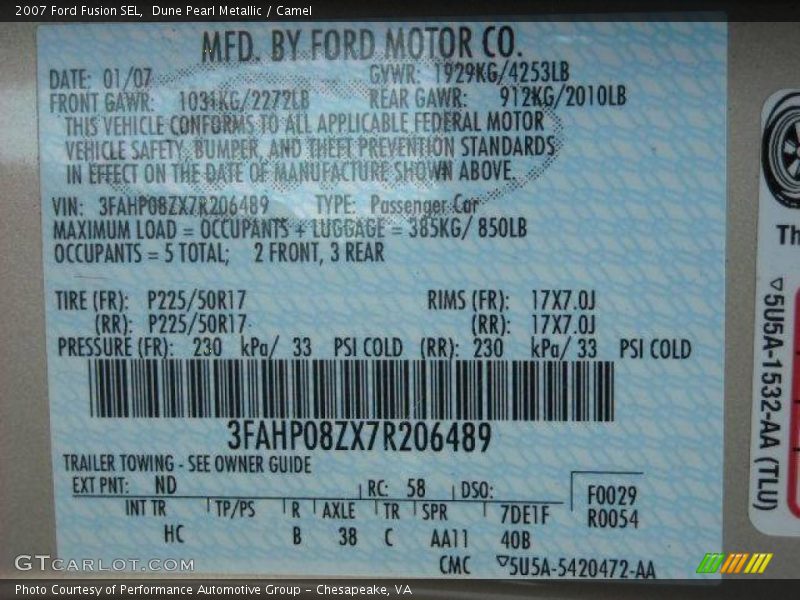 2007 Ford Fusion SEL,  Dune Pearl Metallic / Camel
MFD. BY FORD MOTOR CO.
DATE: 01/07 GVWR: 1929KG/4253LB
FRONT GAWR: 1031KG/2272LB REAR GAWR: 912KG/2010LB
THIS VEHICLE CONFORMS TO ALL APPLICABLE FEDERAL MOTOR
VEHICLE SAFETY, BUMPER, AND THEFT PREVENTION STANDARDS
IN EFFECT ON THE DATE OF MANUFACTURE SHOWN ABOVE.
VIN: 3FAHP08ZX7R206489 TYPE: Passenger Car
MAXIMUM LOAD = OCCUPANTS + LUGGAGE = 385KG/ 850LB
OCCUPANTS = 5 TOTAL; 2 FRONT, 3 REAR
TIRE (FR): P225/50R17 RIMS (FR): 17X7.0J
(RR): P225/50R17 (RR): 17X7.0J
PRESSURE (FR): 230 kPa/ 33 PSI COLD (RR): 230 kPa/ 33 PSI COLD
3FAHP08ZX7R206489
TRAILER TOWING - SEE OWNER GUIDE
EXT PNT: ND RC: 58 DSO: F0029
INT TR TP/PS R AXLE TR SPR 7DE1F R0054
HC B 38 C AA11 40B
CMC ▽5U5A-5420472-AA
Th
▽5U5A-1532-AA (TLU)
GTCARLOT.COM
Photo Courtesy of Performance Automotive Group - Chesapeake, VA